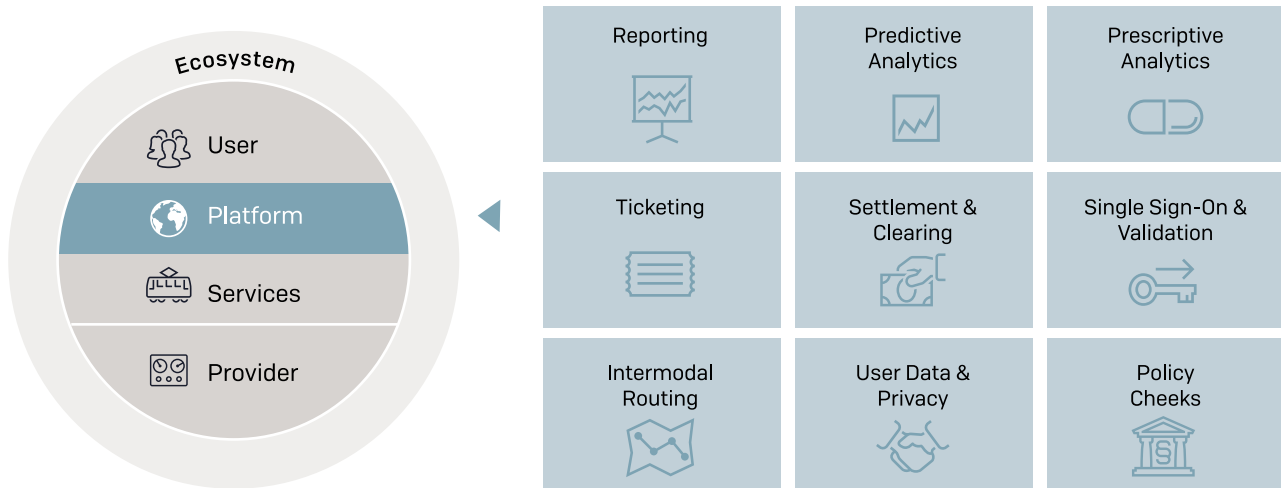 Ecosystem
User
Platform
Services
Provider
Reporting
Predictive
Analytics
Prescriptive
Analytics
Ticketing
Settlement &
Clearing
Single Sign-On &
Validation
Intermodal
Routing
User Data &
Privacy
Policy
Cheeks
§